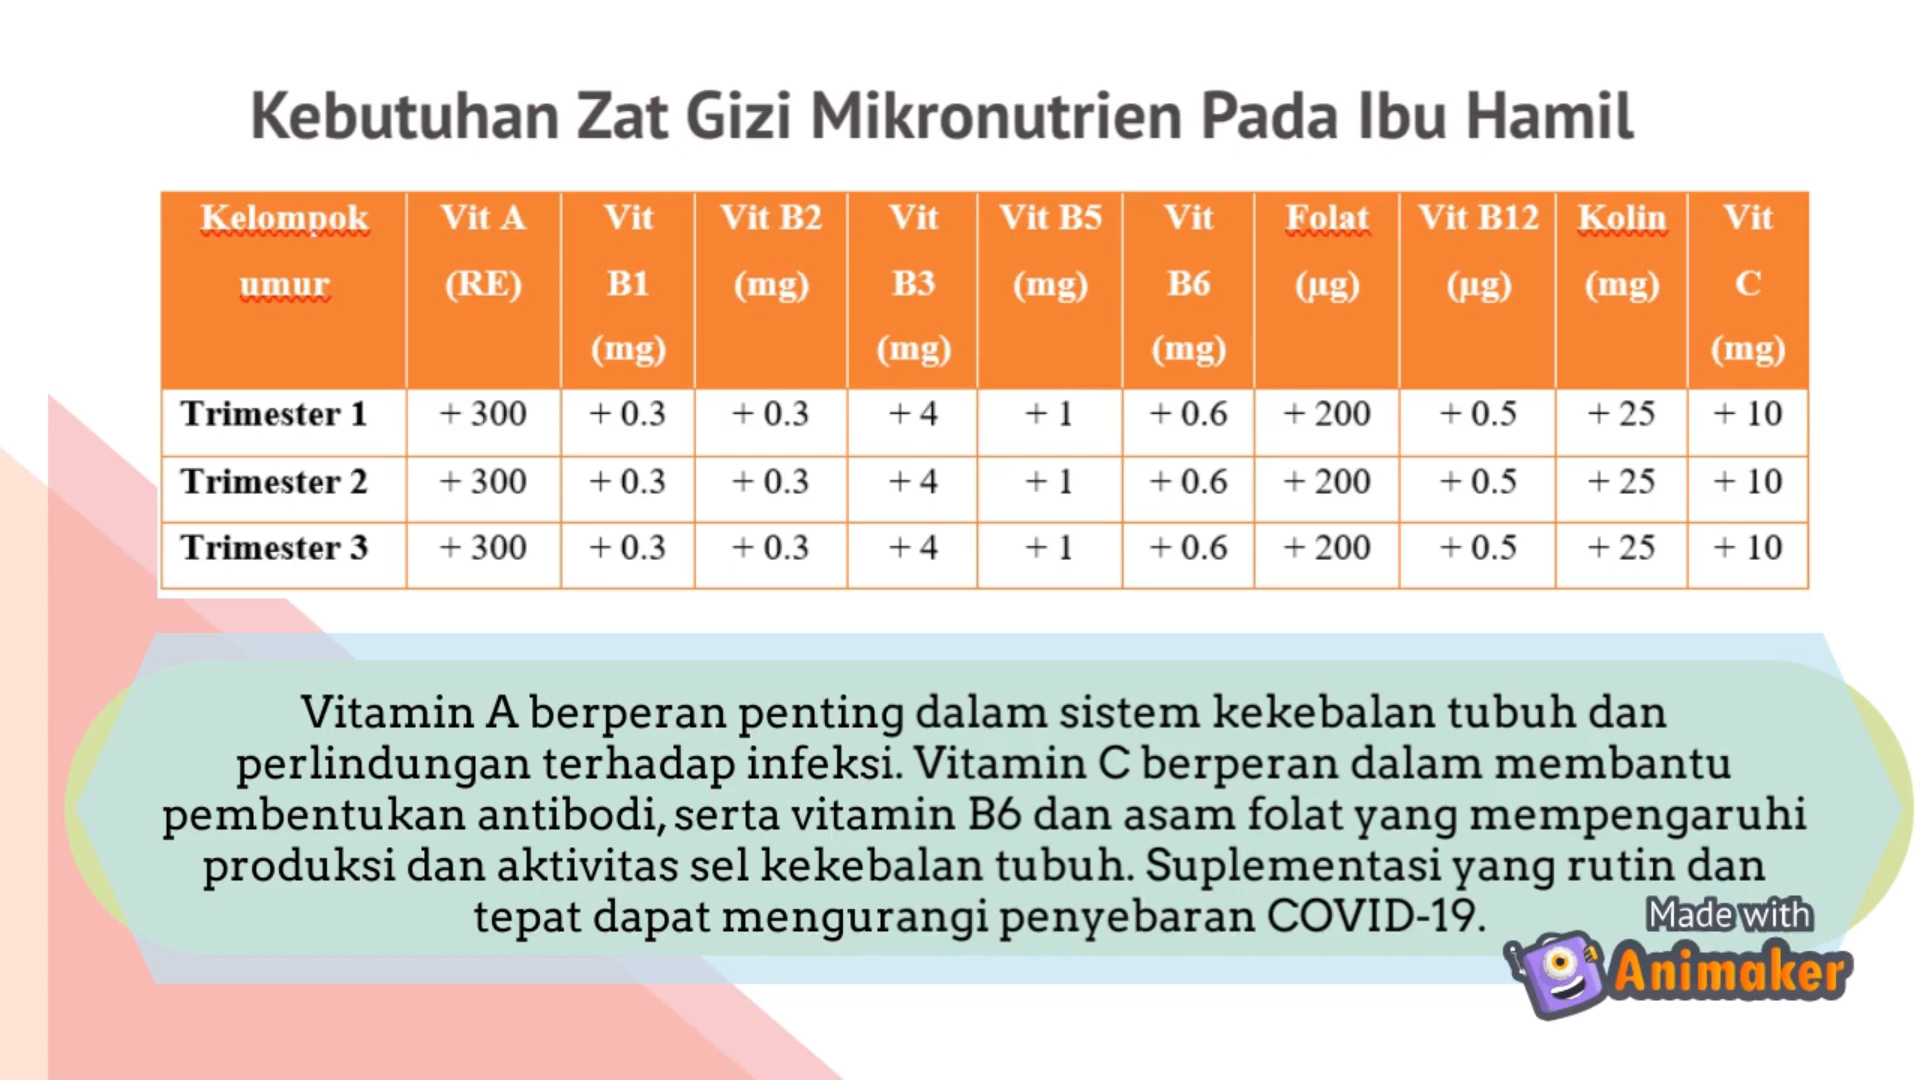 Kebutuhan Zat Gizi Mikronutrien Pada Ibu Hamil
Kelompok umur Vit A (RE) Vit B1 (mg) Vit B2 (mg) Vit B3 (mg) Vit B5 (mg) Vit B6 (mg) Folat (µg) Vit B12 (µg) Kolin (mg) Vit C (mg)
Trimester 1 + 300 + 0.3 + 0.3 + 4 + 1 + 0.6 + 200 + 0.5 + 25 + 10
Trimester 2 + 300 + 0.3 + 0.3 + 4 + 1 + 0.6 + 200 + 0.5 + 25 + 10
Trimester 3 + 300 + 0.3 + 0.3 + 4 + 1 + 0.6 + 200 + 0.5 + 25 + 10
Vitamin A berperan penting dalam sistem kekebalan tubuh dan
perlindungan terhadap infeksi. Vitamin C berperan dalam membantu
pembentukan antibodi, serta vitamin B6 dan asam folat yang mempengaruhi
produksi dan aktivitas sel kekebalan tubuh. Suplementasi yang rutin dan
tepat dapat mengurangi penyebaran COVID-19.
Made with
Animaker